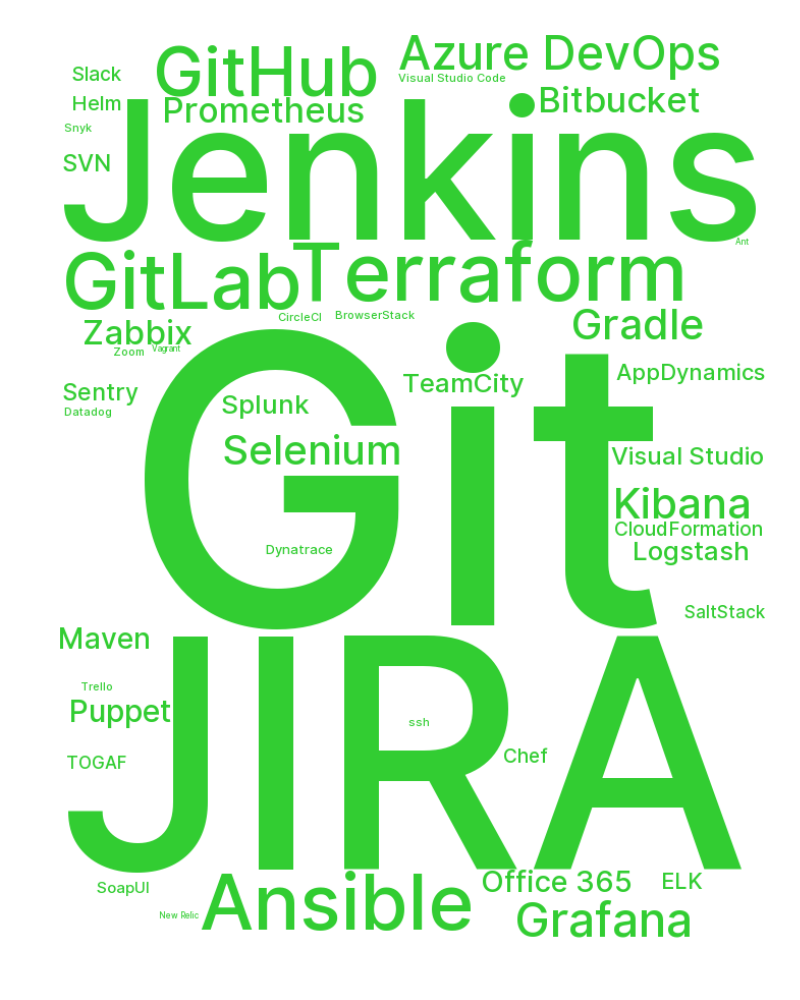 Azure DevOps
GitHub
Slack
Visual Studio Code
Helm
Prometheus
Bitbucket
Snyk
SVN
Jenkins
Ant
GitLab
Terraform
CircleCI
BrowserStack
Zabbix
Gradle
Zoom
Vagrant
TeamCity
AppDynamics
Sentry
Datadog
Splunk
Git
Selenium
Visual Studio
Kibana
CloudFormation
Dynatrace
Logstash
SaltStack
Maven
Trello
Puppet
ssh
TOGAF
Chef
JIRA
SoapUI
Office 365
ELK
New Relic
Ansible
Grafana